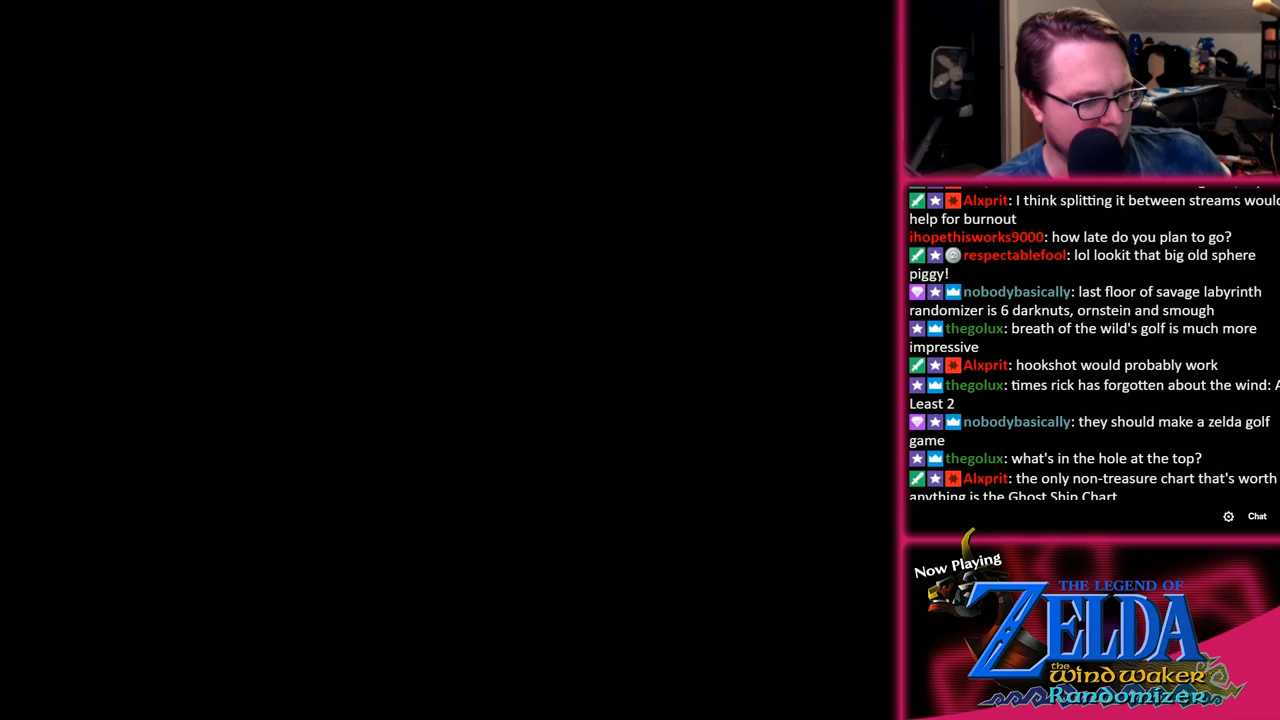 Alxprit: I think splitting it between streams would
help for burnout
ihopethisworks9000: how late do you plan to go?
respectablefool: lol lookit that big old sphere
piggy!
nobodybasically: last floor of savage labyrinth
randomizer is 6 darknuts, ornstein and smough
thegolux: breath of the wild's golf is much more
impressive
Alxprit: hookshot would probably work
thegolux: times rick has forgotten about the wind: A
Least 2
nobodybasically: they should make a zelda golf
game
thegolux: what's in the hole at the top?
Alxprit: the only non-treasure chart that's worth
anything is the Ghost Ship Chart
Chat
Now Playing
THE LEGEND OF
ZELDA
the
Wind Waker
Randomizer